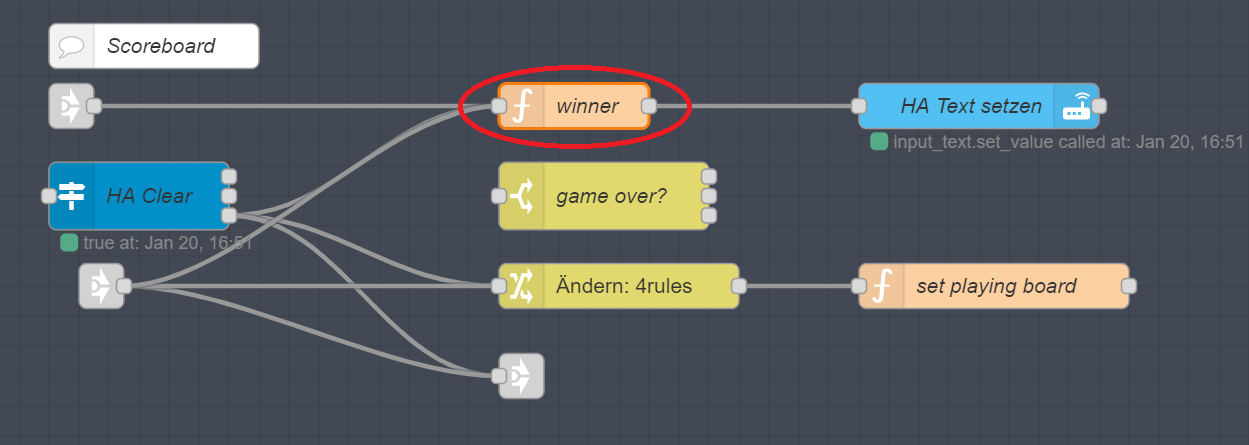 Scoreboard
winner
HA Text setzen
input_text.set_value called at: Jan 20, 16:51
HA Clear
game over?
true at: Jan 20, 16:51
Ändern: 4rules
set playing board